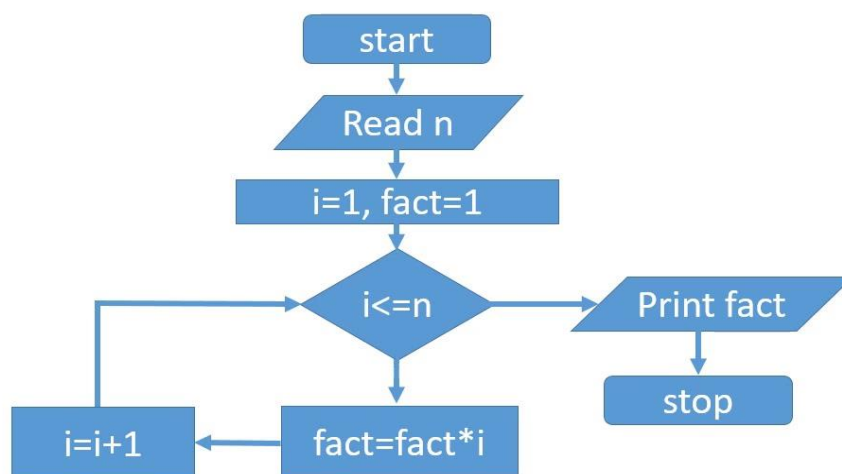 start
Read n
i=1, fact=1
i<=n
Print fact
stop
fact=fact*i
i=i+1